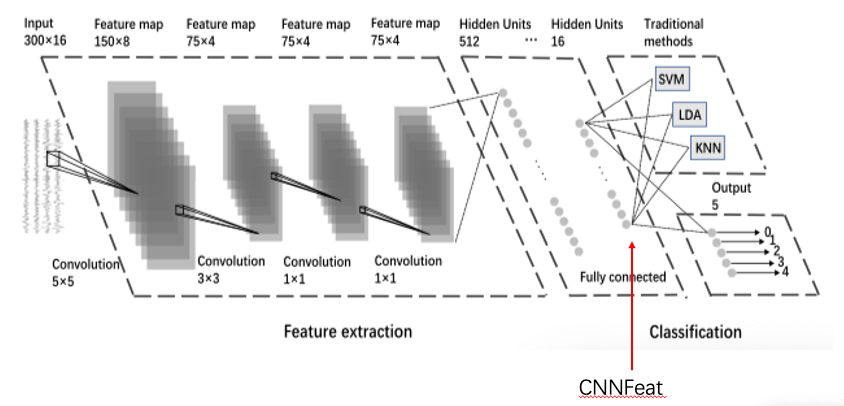 Input
300×16
Feature map
150×8
Feature map
75×4
Feature map
75×4
Feature map
75×4
Hidden Units
512
...
Hidden Units
16
Traditional
methods
SVM
LDA
KNN
Output
5
0
1
2
3
4
Convolution
5×5
Convolution
3×3
Convolution
1×1
Convolution
1×1
Fully connected
Feature extraction
Classification
CNNFeat